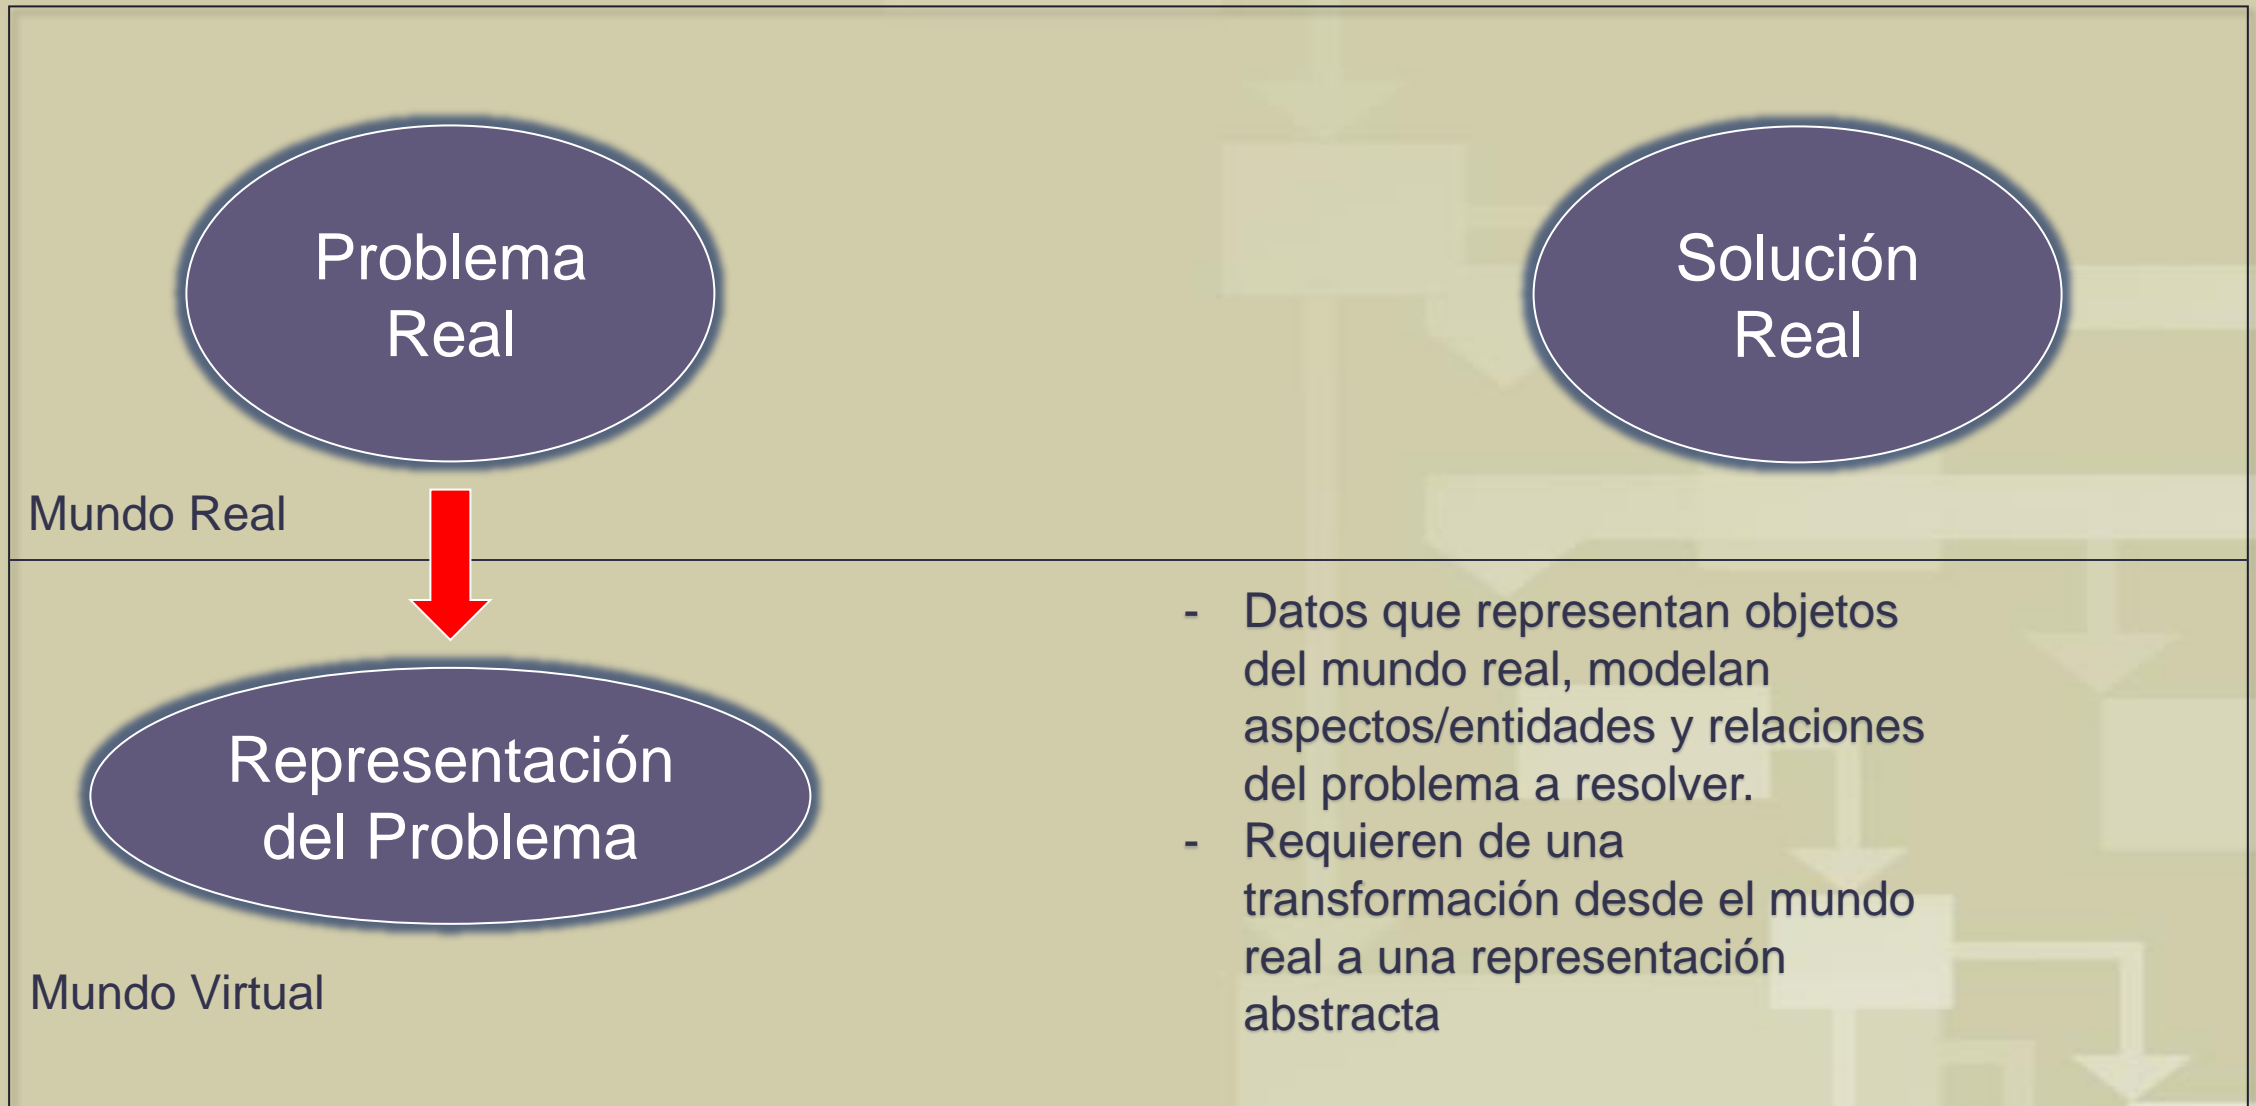 Problema
Real
Solución
Real
Mundo Real
Representación
del Problema
Mundo Virtual
- Datos que representan objetos
del mundo real, modelan
aspectos/entidades y relaciones
del problema a resolver.
- Requieren de una
transformación desde el mundo
real a una representación
abstracta